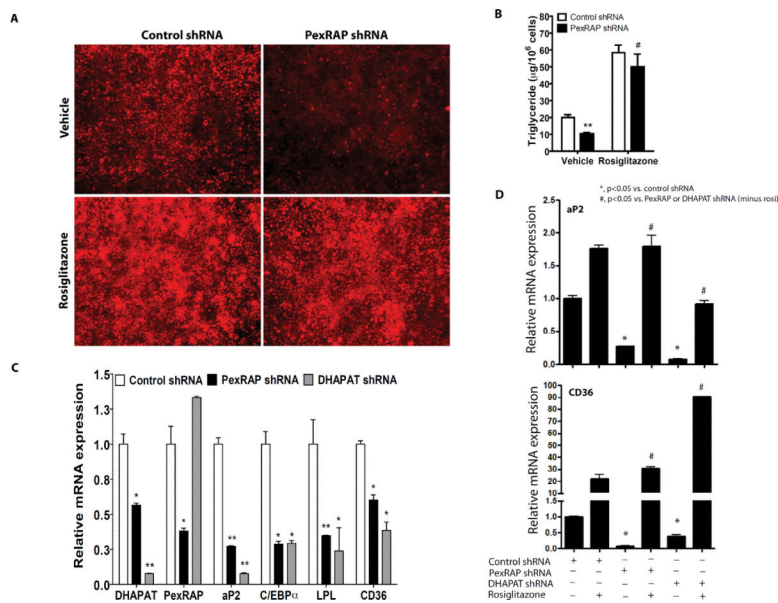 A
Control shRNA PexRAP shRNA
Vehicle
Rosiglitazone
B
Control shRNA
PexRAP shRNA
Triglyceride (μg/10⁶ cells)
80
70
60
50
40
30
20
10
0
**
#
Vehicle Rosiglitazone
C
Control shRNA PexRAP shRNA DHAPAT shRNA
Relative mRNA expression
1.5
1.3
1.0
0.8
0.5
0.3
0.0
* ** * ** ** * * ** * * *
DHAPAT PexRAP aP2 C/EBPα LPL CD36
D
*, p<0.05 vs. control shRNA
#, p<0.05 vs. PexRAP or DHAPAT shRNA (minus rosi)
aP2
Relative mRNA expression
2.5
2.0
1.5
1.0
0.5
0.0
* # * #
CD36
Relative mRNA expression
100
90
80
70
60
50
40
30
20
10
1.0
0.5
0.0
* # * #
Control shRNA + + − − − −
PexRAP shRNA − − + + − −
DHAPAT shRNA − − − − + +
Rosiglitazone − + − + − +